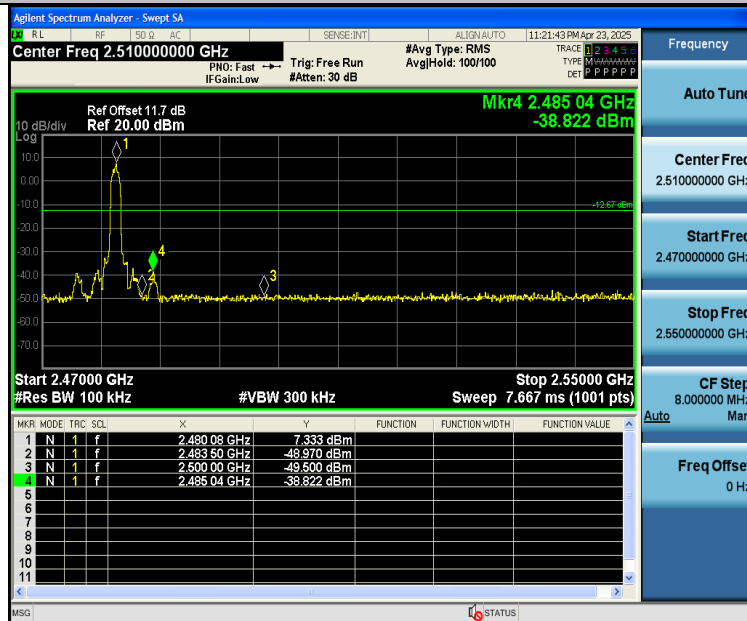 Agilent Spectrum Analyzer - Swept SA
LXI RL RF 50 Ω AC SENSE:INT ALIGN AUTO 11:21:43 PM Apr 23, 2025
Center Freq 2.510000000 GHz #Avg Type: RMS TRACE 1 2 3 4 5 6
PNO: Fast Trig: Free Run Avg|Hold: 100/100 TYPE M
IFGain:Low #Atten: 30 dB DET P P P P P P
Mkr4 2.485 04 GHz
-38.822 dBm
Ref Offset 11.7 dB
10 dB/div Ref 20.00 dBm
Log
10.0
0.00
-10.0
-12.67 dBm
-20.0
-30.0
-40.0
-50.0
-60.0
-70.0
1
2
3
4
Start 2.47000 GHz Stop 2.55000 GHz
#Res BW 100 kHz #VBW 300 kHz Sweep 7.667 ms (1001 pts)
MKR MODE TRC SCL X Y FUNCTION FUNCTION WIDTH FUNCTION VALUE
1 N 1 f 2.480 08 GHz 7.333 dBm
2 N 1 f 2.483 50 GHz -48.970 dBm
3 N 1 f 2.500 00 GHz -49.500 dBm
4 N 1 f 2.485 04 GHz -38.822 dBm
5
6
7
8
9
10
11
MSG STATUS
Frequency
Auto Tune
Center Freq
2.510000000 GHz
Start Freq
2.470000000 GHz
Stop Freq
2.550000000 GHz
CF Step
8.000000 MHz
Auto Man
Freq Offset
0 Hz